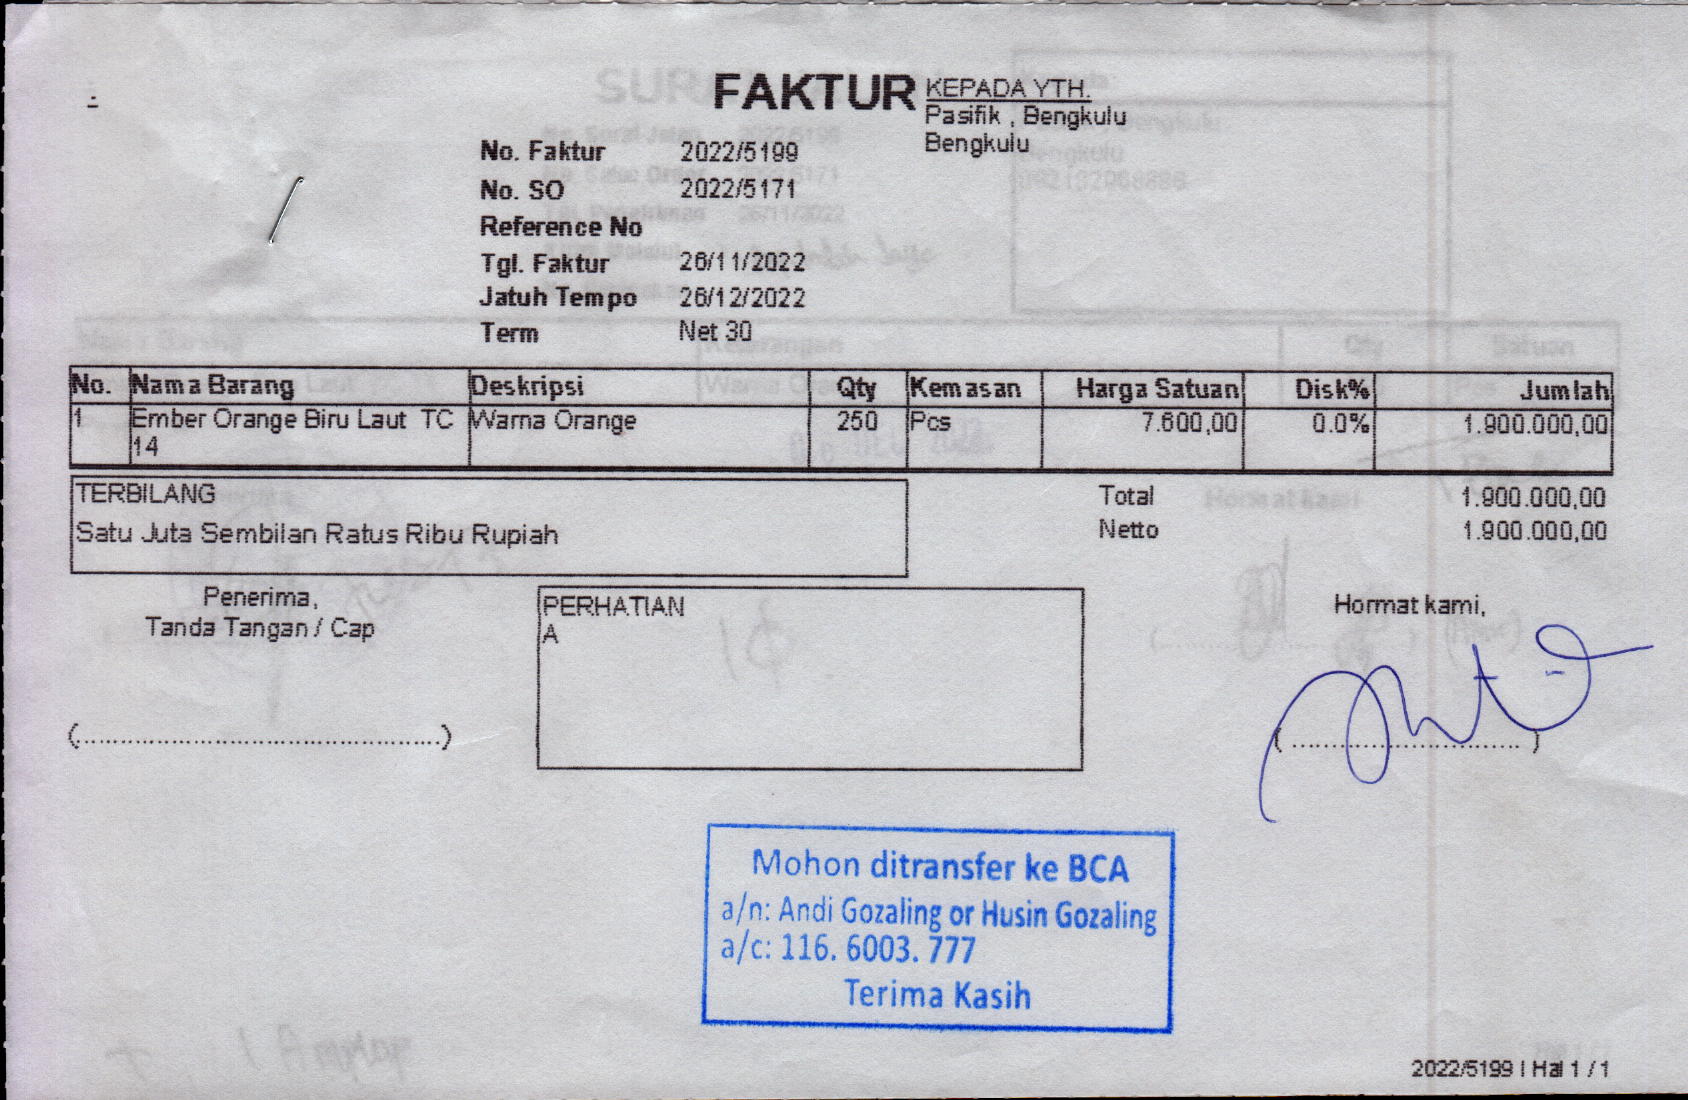 FAKTUR
KEPADA YTH.
Pasifik , Bengkulu
Bengkulu
No. Faktur 2022/5199
No. SO 2022/5171
Reference No
Tgl. Faktur 26/11/2022
Jatuh Tempo 26/12/2022
Term Net 30
No. Nama Barang Deskripsi Qty Kemasan Harga Satuan Disk% Jumlah
1 Ember Orange Biru Laut TC Warna Orange 250 Pcs 7.600,00 0.0% 1.900.000,00
14
TERBILANG
Satu Juta Sembilan Ratus Ribu Rupiah
Total 1.900.000,00
Netto 1.900.000,00
Penerima,
Tanda Tangan / Cap
(..........................................)
PERHATIAN
A
Hormat kami,
(............................)
Mohon ditransfer ke BCA
a/n: Andi Gozaling or Husin Gozaling
a/c: 116. 6003. 777
Terima Kasih
2022/5199 | Hal 1 / 1